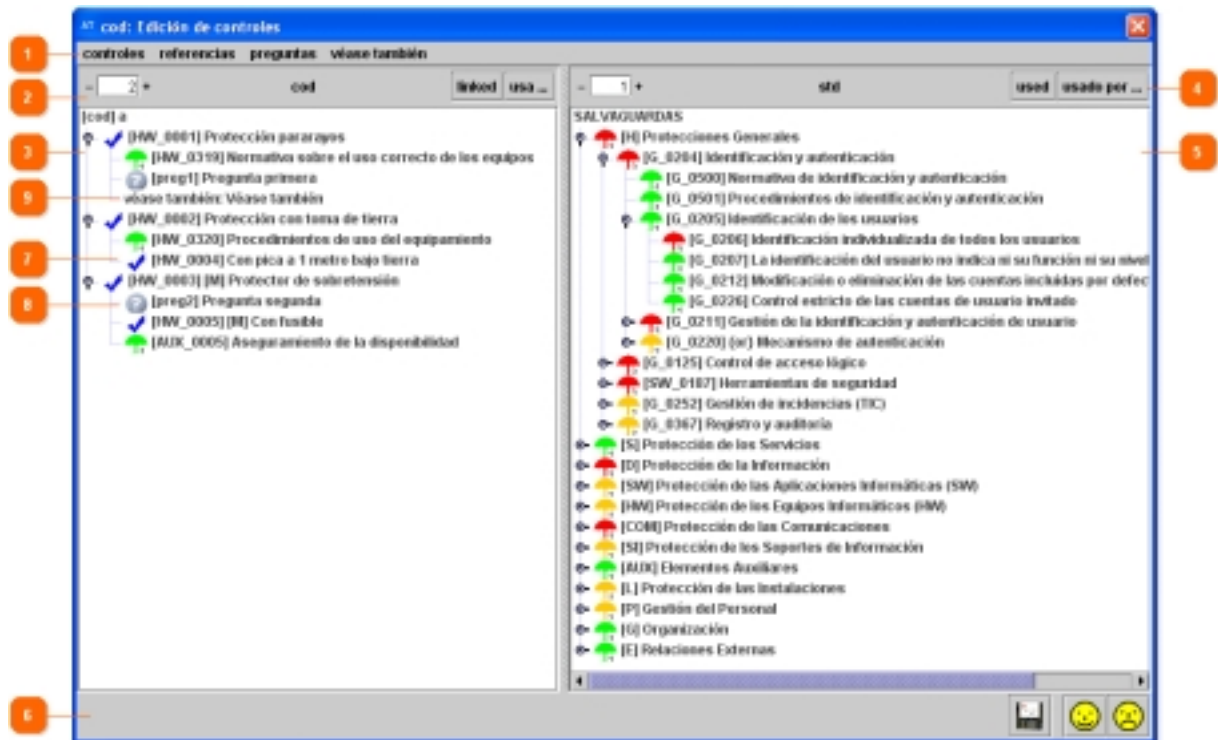 cod: Edición de controles
1
controles referencias preguntas véase también
2
- 2 + cod linked usa ...
- 1 + std used usado por ...
4
[cod] a
3
[HW_0001] Protección pararayos
[HW_0319] Normativa sobre el uso correcto de los equipos
[preg1] Pregunta primera
9
véase también: Véase también
[HW_0002] Protección con toma de tierra
[HW_0320] Procedimientos de uso del equipamiento
7
[HW_0004] Con pica a 1 metro bajo tierra
[HW_0003] [M] Protector de sobretensión
8
[preg2] Pregunta segunda
[HW_0005] [M] Con fusible
[AUX_0005] Aseguramiento de la disponibilidad
SALVAGUARDAS
[H] Protecciones Generales
5
[G_0204] Identificación y autenticación
[G_0500] Normativa de identificación y autenticación
[G_0501] Procedimientos de identificación y autenticación
[G_0205] Identificación de los usuarios
[G_0206] Identificación individualizada de todos los usuarios
[G_0207] La identificación del usuario no indica ni su función ni su nivel
[G_0212] Modificación o eliminación de las cuentas incluidas por defec
[G_0226] Control estricto de las cuentas de usuario invitado
[G_0211] Gestión de la identificación y autenticación de usuario
[G_0220] (or) Mecanismo de autenticación
[G_0125] Control de acceso lógico
[SW_0187] Herramientas de seguridad
[G_0252] Gestión de incidencias (TIC)
[G_0367] Registro y auditoría
[S] Protección de los Servicios
[D] Protección de la Información
[SW] Protección de las Aplicaciones Informáticas (SW)
[HW] Protección de los Equipos Informáticos (HW)
[COM] Protección de las Comunicaciones
[SI] Protección de los Soportes de Información
[AUX] Elementos Auxiliares
[L] Protección de las Instalaciones
[P] Gestión del Personal
[G] Organización
[E] Relaciones Externas
6